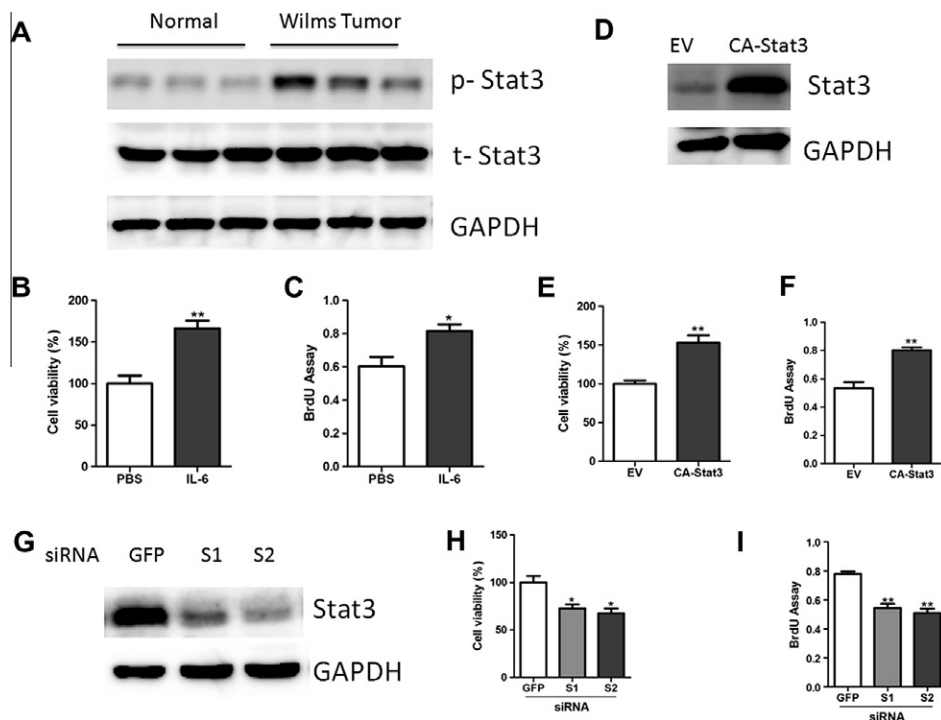 A
Normal
Wilms Tumor
p- Stat3
t- Stat3
GAPDH
D
EV
CA-Stat3
Stat3
GAPDH
B
Cell viability (%)
200
150
100
50
0
**
PBS
IL-6
C
BrdU Assay
1.0
0.8
0.6
0.4
0.2
0.0
*
PBS
IL-6
E
Cell viability (%)
200
150
100
50
0
**
EV
CA-Stat3
F
BrdU Assay
1.0
0.8
0.6
0.4
0.2
0.0
**
EV
CA-Stat3
G
siRNA
GFP
S1
S2
Stat3
GAPDH
H
Cell viability (%)
150
100
75
50
0
*
*
GFP
S1
S2
siRNA
I
BrdU Assay
1.0
0.8
0.6
0.4
0.2
0.0
**
**
GFP
S1
S2
siRNA